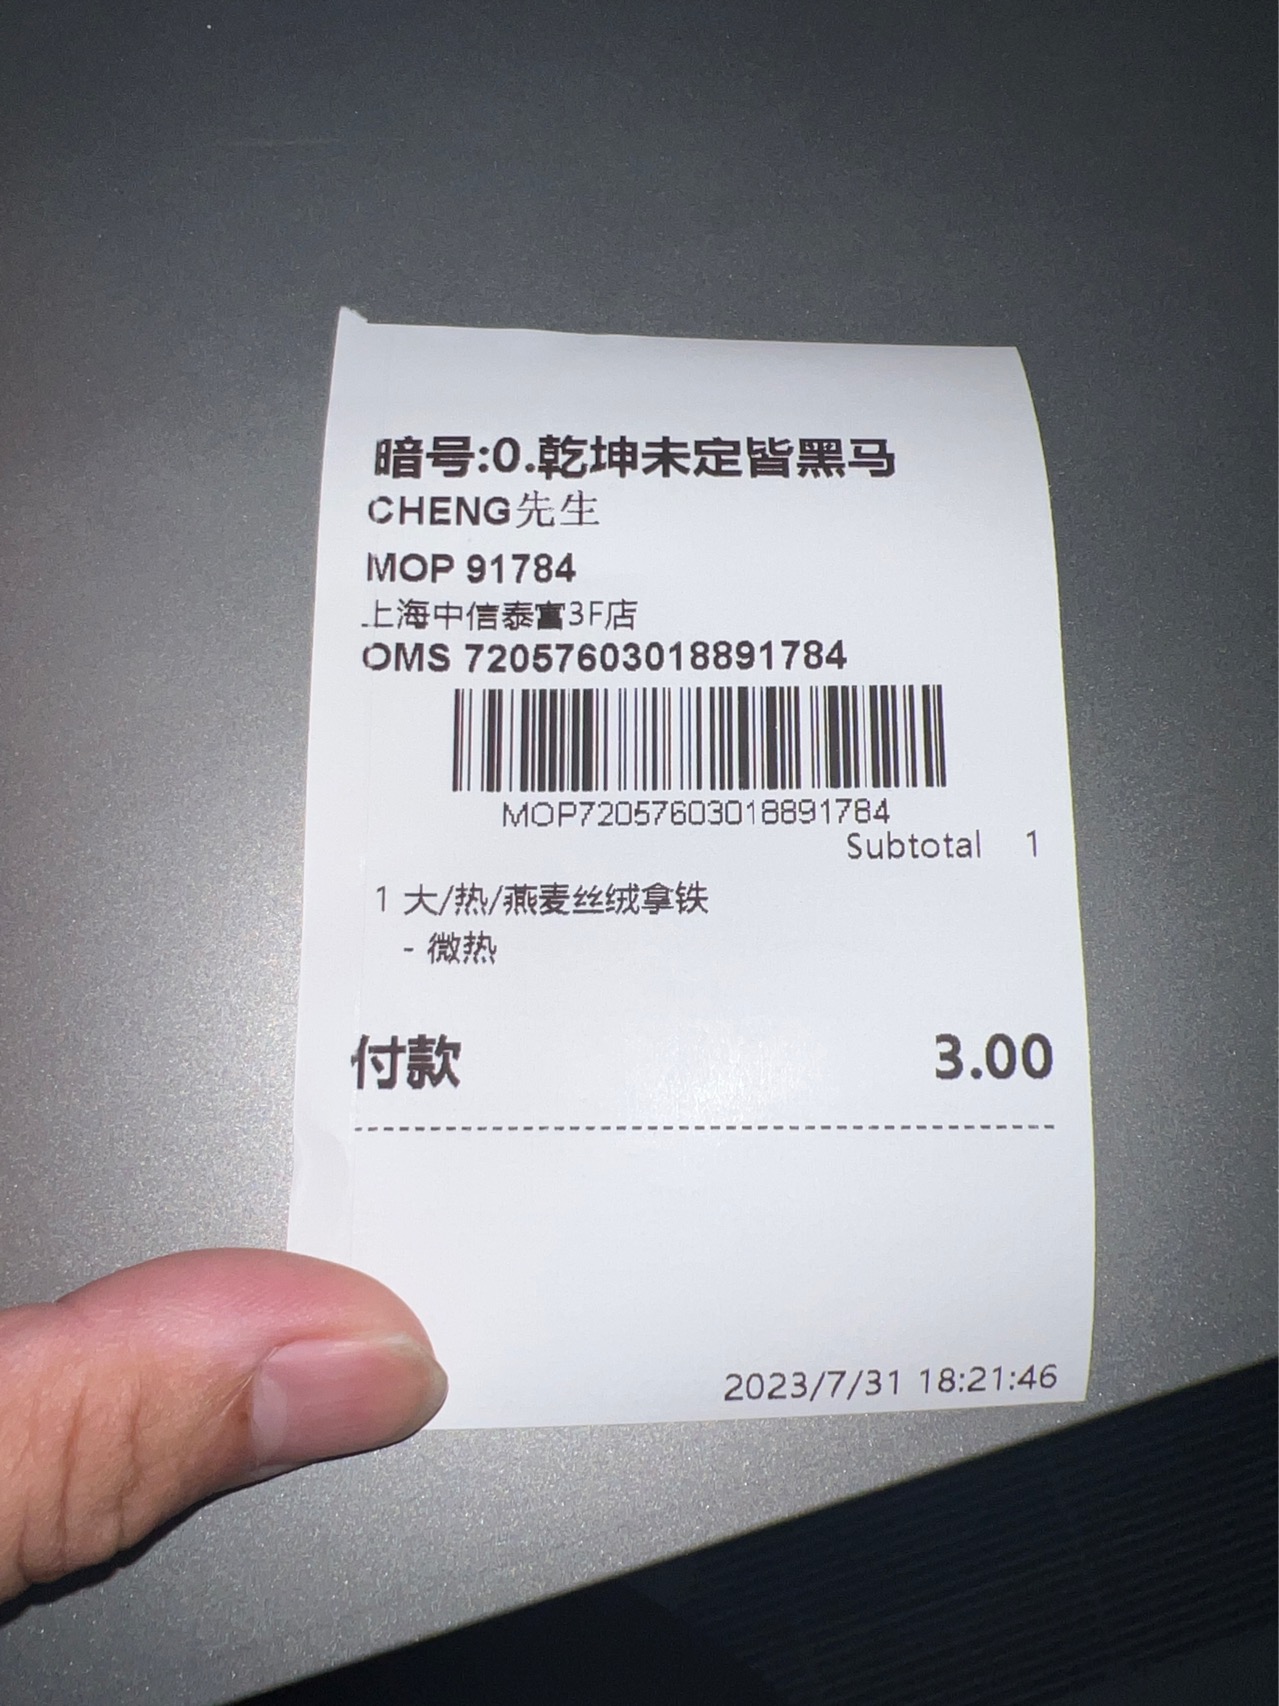 暗号:0.乾坤未定皆黑马
CHENG先生
MOP 91784
上海中信泰富3F店
OMS 72057603018891784
MOP72057603018891784
Subtotal 1
1 大/热/燕麦丝绒拿铁
- 微热
付款 3.00
2023/7/31 18:21:46